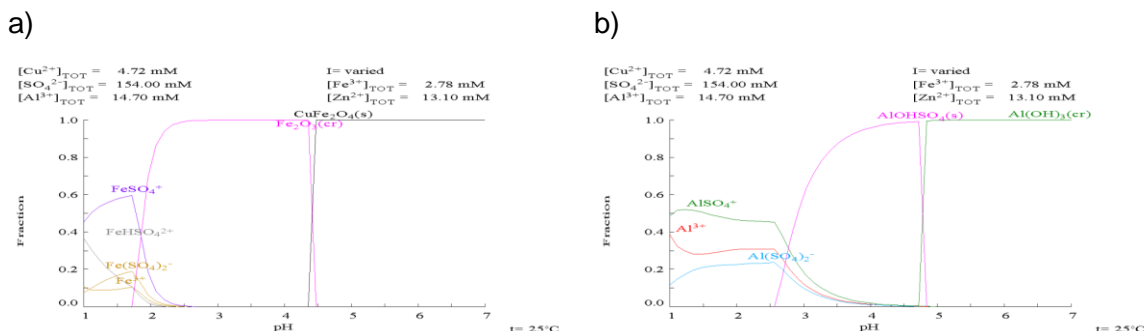 a)
[Cu²⁺]TOT = 4.72 mM
[SO₄²⁻]TOT = 154.00 mM
[Al³⁺]TOT = 14.70 mM
I= varied
[Fe³⁺]TOT = 2.78 mM
[Zn²⁺]TOT = 13.10 mM
CuFe₂O₄(s)
Fe₂O₃(cr)
FeSO₄⁺
FeHSO₄²⁺
Fe(SO₄)₂⁻
Fe³⁺
Fraction
1.0
0.8
0.6
0.4
0.2
0.0
1 2 3 4 5 6 7
pH
t= 25°C
b)
[Cu²⁺]TOT = 4.72 mM
[SO₄²⁻]TOT = 154.00 mM
[Al³⁺]TOT = 14.70 mM
I= varied
[Fe³⁺]TOT = 2.78 mM
[Zn²⁺]TOT = 13.10 mM
AlOHSO₄(s)
Al(OH)₃(cr)
AlSO₄⁺
Al³⁺
Al(SO₄)₂⁻
Fraction
1.0
0.8
0.6
0.4
0.2
0.0
1 2 3 4 5 6 7
pH
t= 25°C